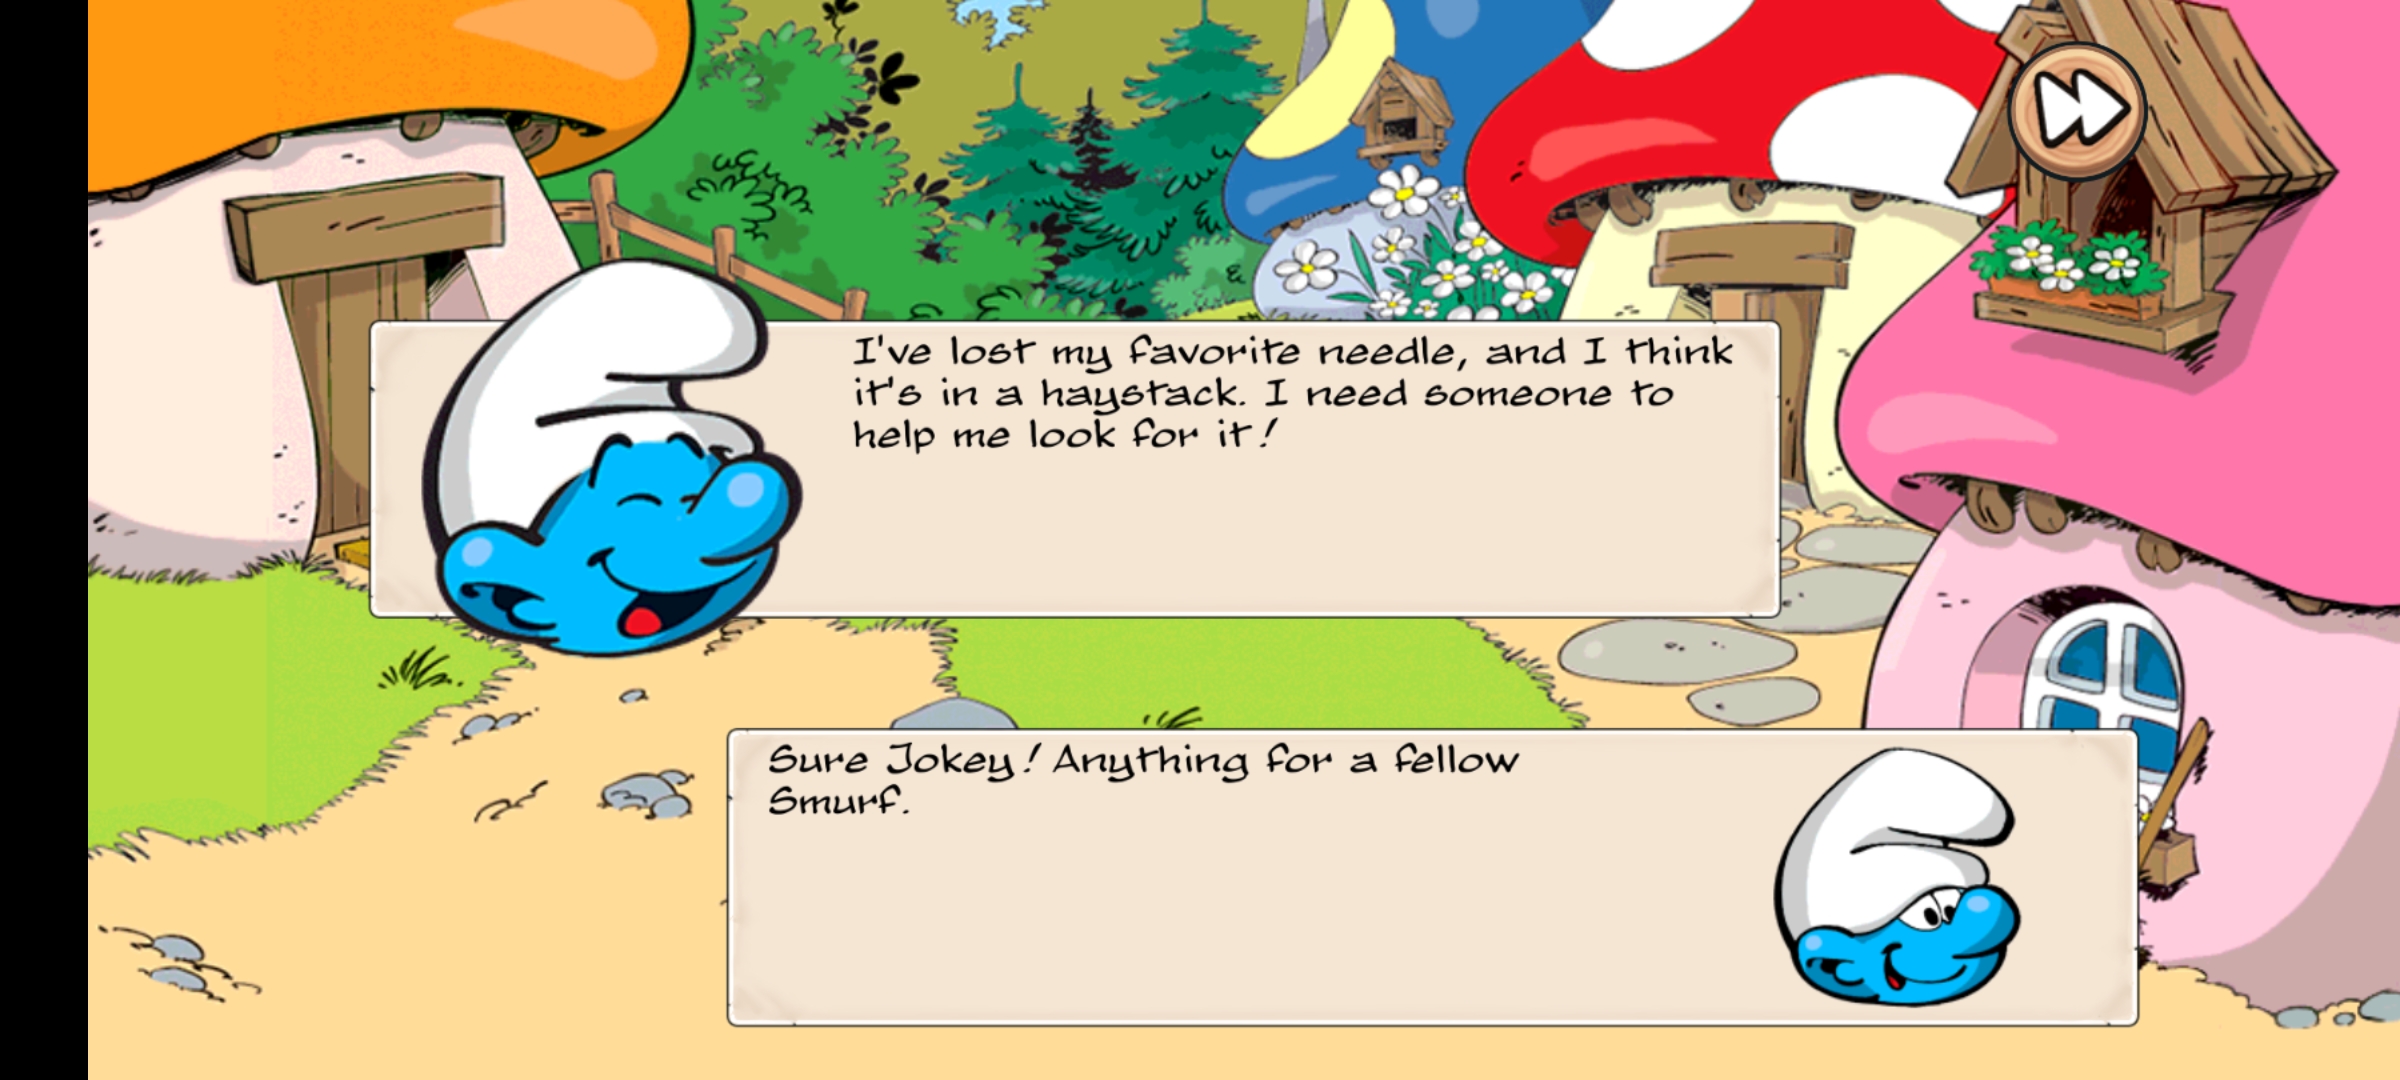 I've lost my favorite needle, and I think
it's in a haystack. I need someone to
help me look for it!
Sure Jokey! Anything for a fellow
Smurf.